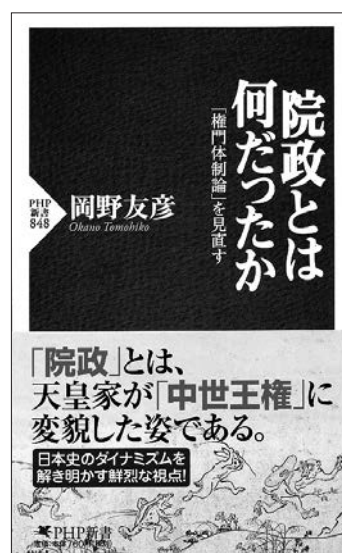 院政とは
何だったか
「権門体制論」を見直す
PHP
新書
848
岡野友彦
Okano Tomohiko
「院政」とは、
天皇家が「中世王権」に
変貌した姿である。
日本史のダイナミズムを
解き明かす鮮烈な視点!
PHP新書